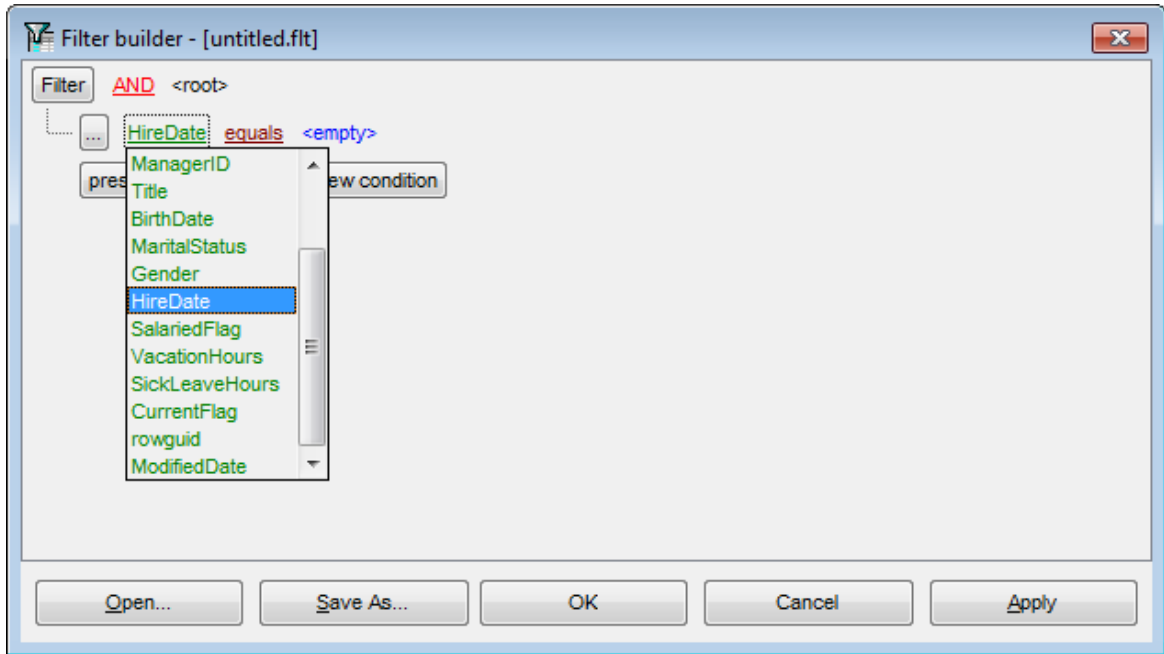 Filter builder - [untitled.flt]
Filter AND <root>
... HireDate equals <empty>
ManagerID
Title
BirthDate
MaritalStatus
Gender
HireDate
SalariedFlag
VacationHours
SickLeaveHours
CurrentFlag
rowguid
ModifiedDate
condition
Open... Save As... OK Cancel Apply